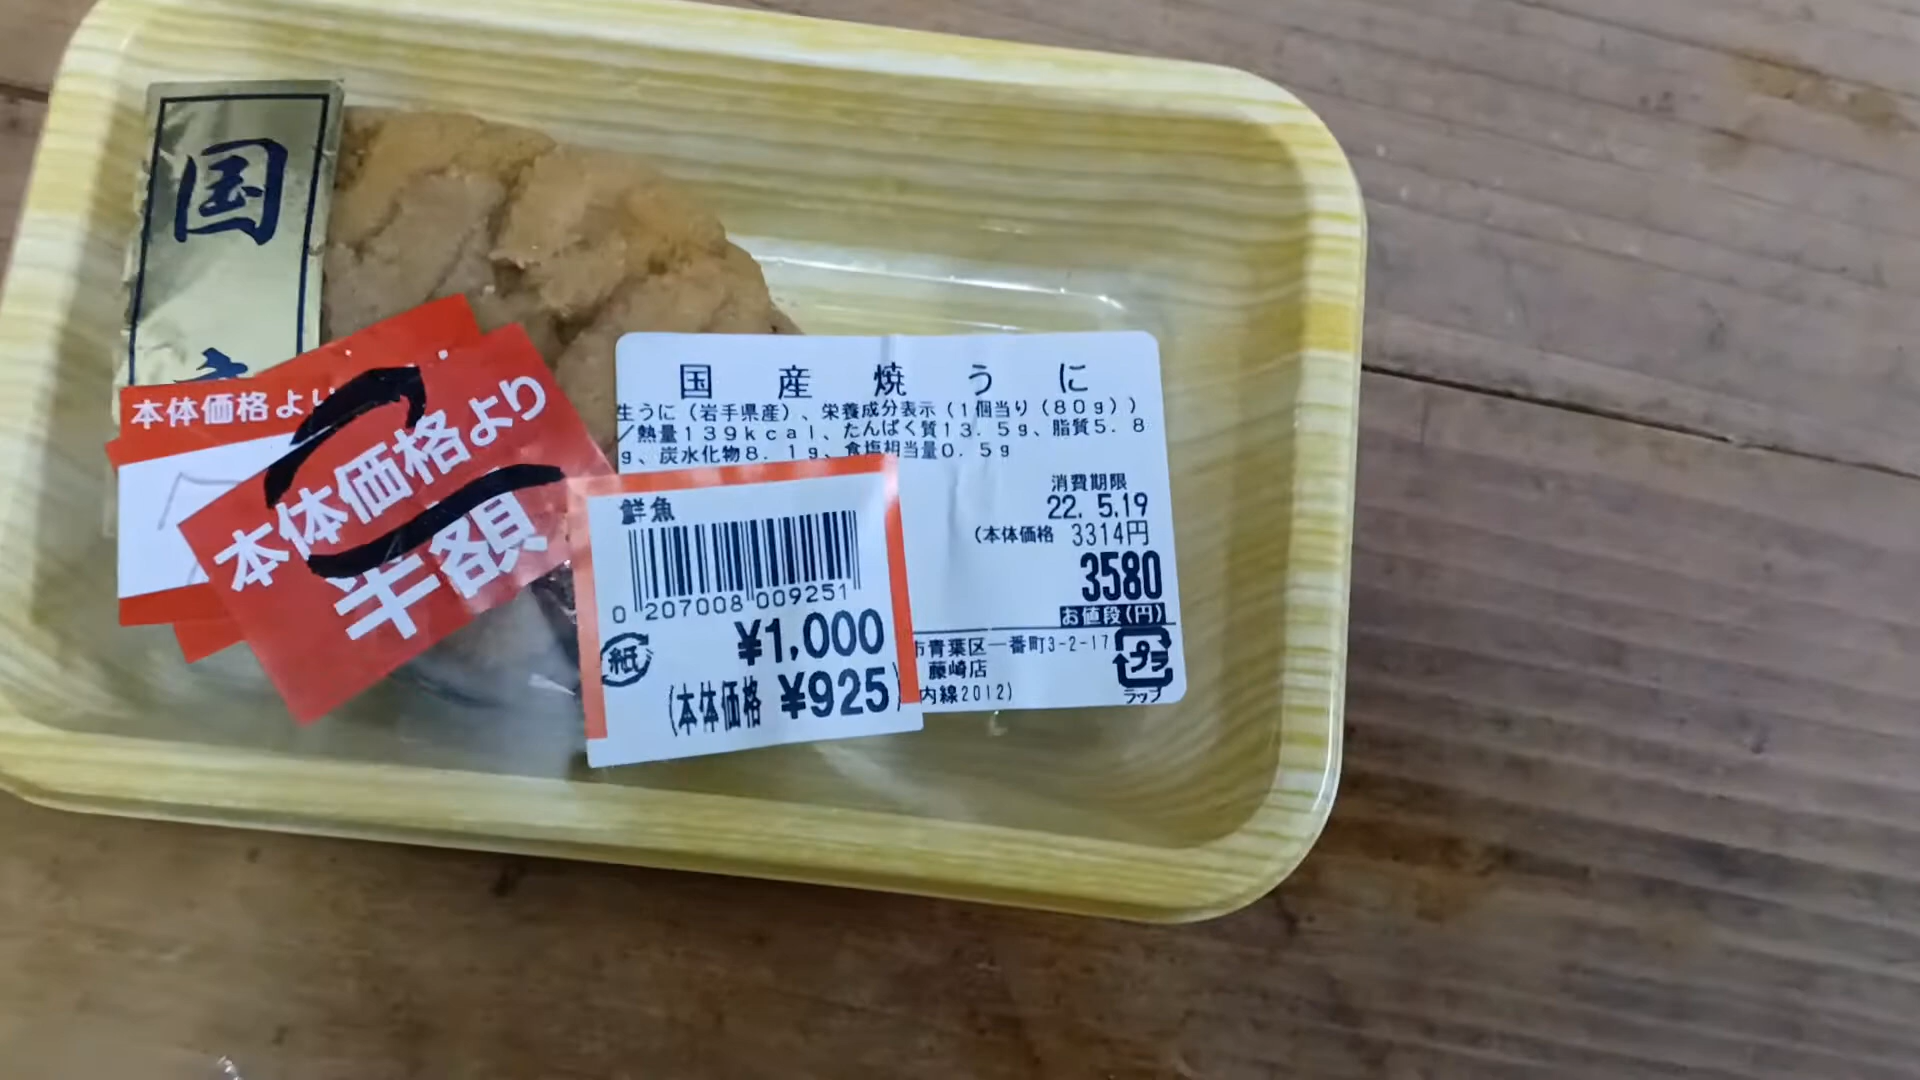 国
本体価格より
本体価格より
半額
国産焼うに
生うに（岩手県産）、栄養成分表示（1個当り（80g））
／熱量139kcal、たんぱく質13.5g、脂質5.8
g、炭水化物8.1g、食塩相当量0.5g
消費期限
22.5.19
(本体価格 3314円
3580
お値段(円)
市青葉区一番町3-2-17
藤崎店
内線2012)
プラ
ラップ
鮮魚
0 207008 009251
¥1,000
紙
(本体価格 ¥925)